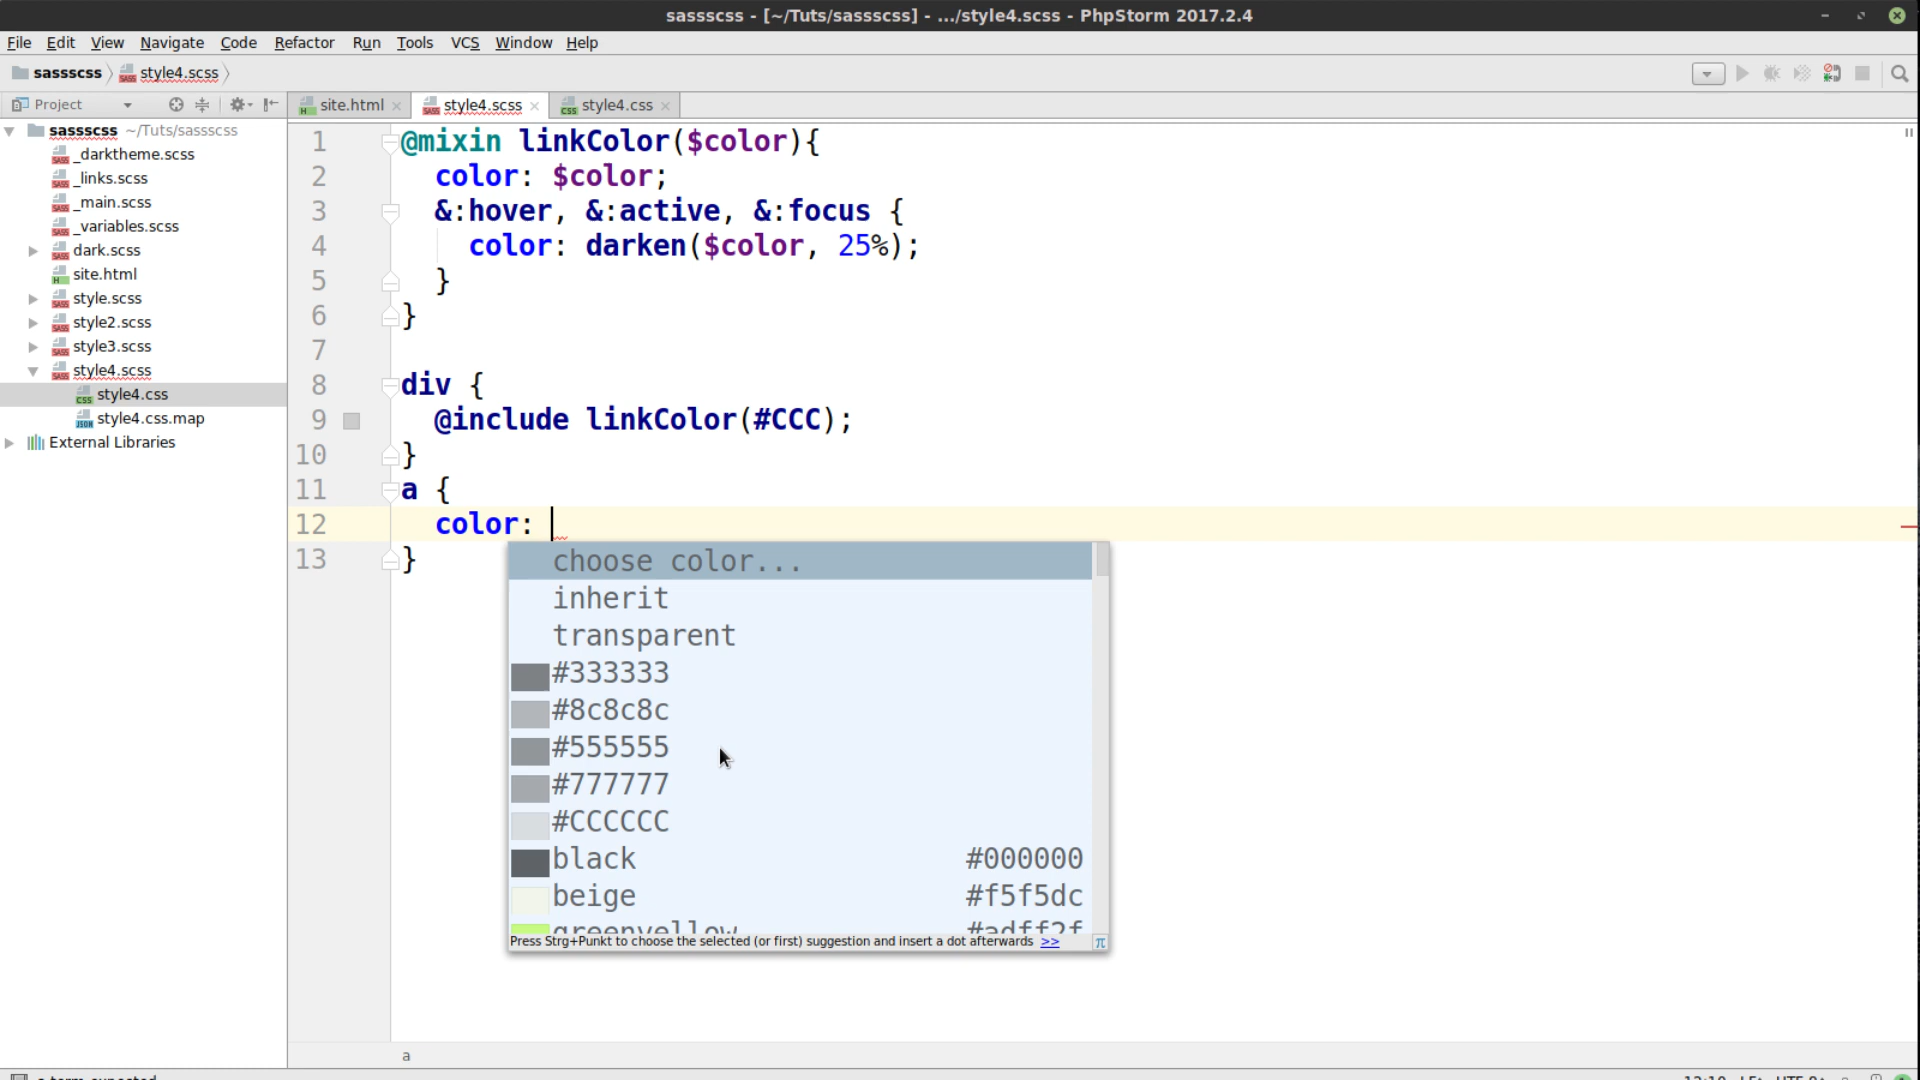 sassscss - [~/Tuts/sassscss] - .../style4.scss - PhpStorm 2017.2.4
File Edit View Navigate Code Refactor Run Tools VCS Window Help
sassscss style4.scss
Project site.html style4.scss style4.css
sassscss ~/Tuts/sassscss
_darktheme.scss
_links.scss
_main.scss
_variables.scss
dark.scss
site.html
style.scss
style2.scss
style3.scss
style4.scss
style4.css
style4.css.map
External Libraries
1 @mixin linkColor($color){
2 color: $color;
3 &:hover, &:active, &:focus {
4 color: darken($color, 25%);
5 }
6 }
7
8 div {
9 @include linkColor(#CCC);
10 }
11 a {
12 color:
13 }
choose color...
inherit
transparent
#333333
#8c8c8c
#555555
#777777
#CCCCCC
black #000000
beige #f5f5dc
greenyellow #adff2f
Press Strg+Punkt to choose the selected (or first) suggestion and insert a dot afterwards >> π
a